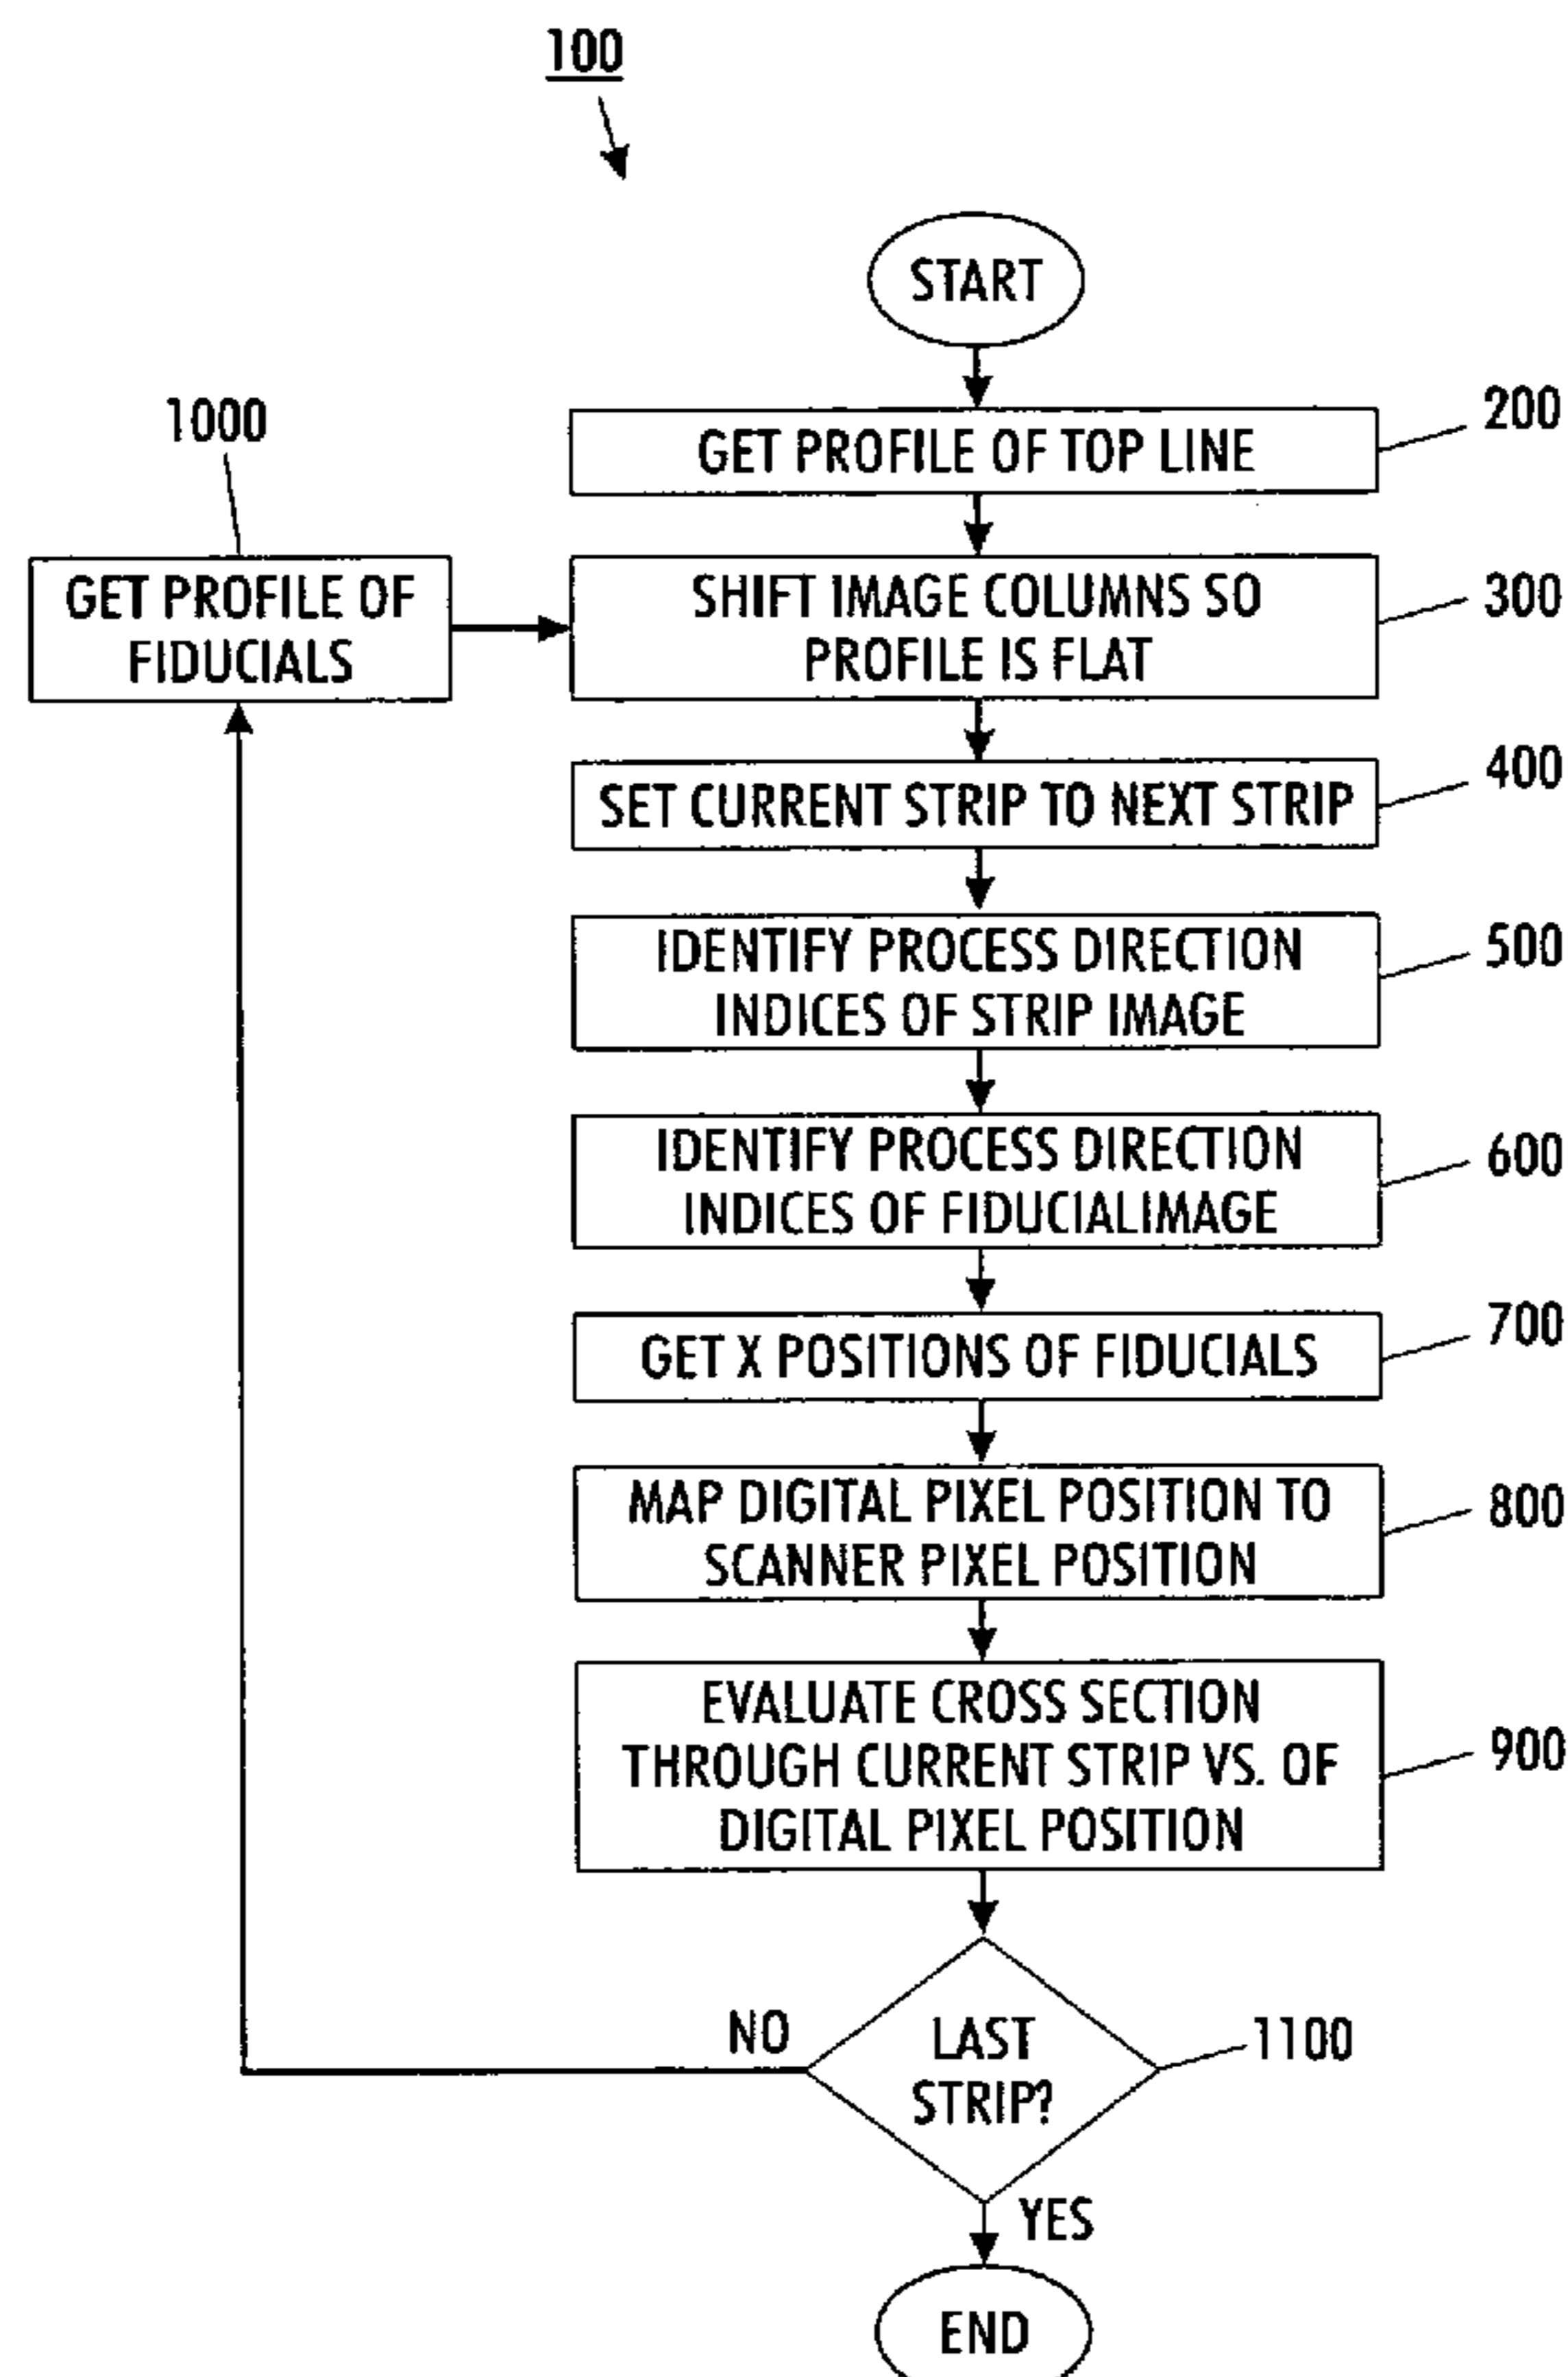 100
START
GET PROFILE OF TOP LINE
200
1000
GET PROFILE OF
FIDUCIALS
SHIFT IMAGE COLUMNS SO
PROFILE IS FLAT
300
SET CURRENT STRIP TO NEXT STRIP
400
IDENTIFY PROCESS DIRECTION
INDICES OF STRIP IMAGE
500
IDENTIFY PROCESS DIRECTION
INDICES OF FIDUCIALIMAGE
600
GET X POSITIONS OF FIDUCIALS
700
MAP DIGITAL PIXEL POSITION TO
SCANNER PIXEL POSITION
800
EVALUATE CROSS SECTION
THROUGH CURRENT STRIP VS. OF
DIGITAL PIXEL POSITION
900
NO
LAST
STRIP?
1100
YES
END